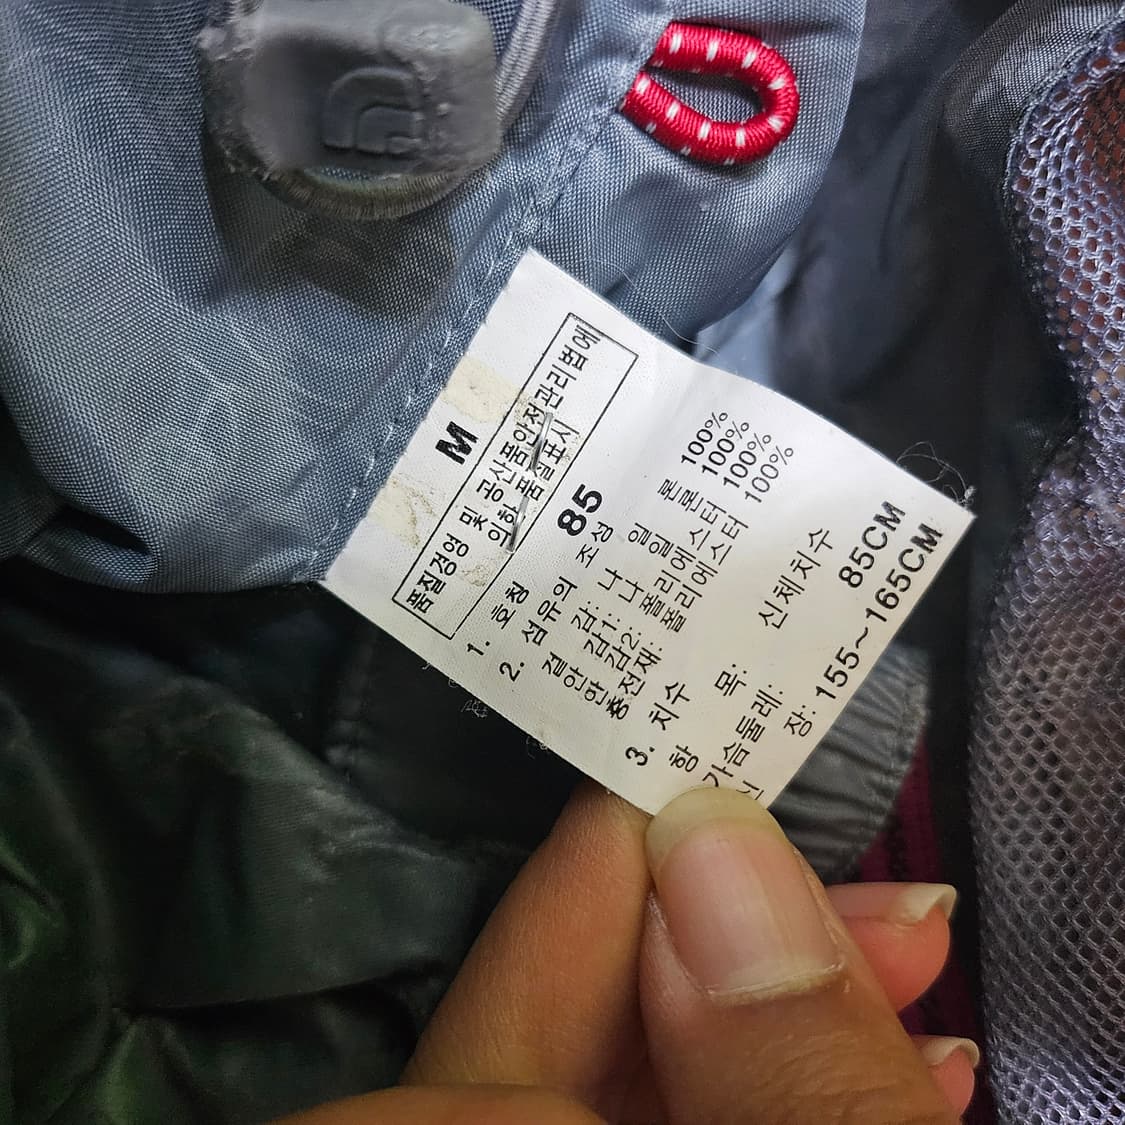 M
품질경영 및 공산품안전관리법에
의한 품질표시
1. 호칭 85
2. 섬유의 조성
겉감: 나일론 100%
안감1: 나일론 100%
안감2: 폴리에스터 100%
충전재: 폴리에스터 100%
3. 치수
항목: 신체치수
가슴둘레: 85CM
신장: 155~165CM